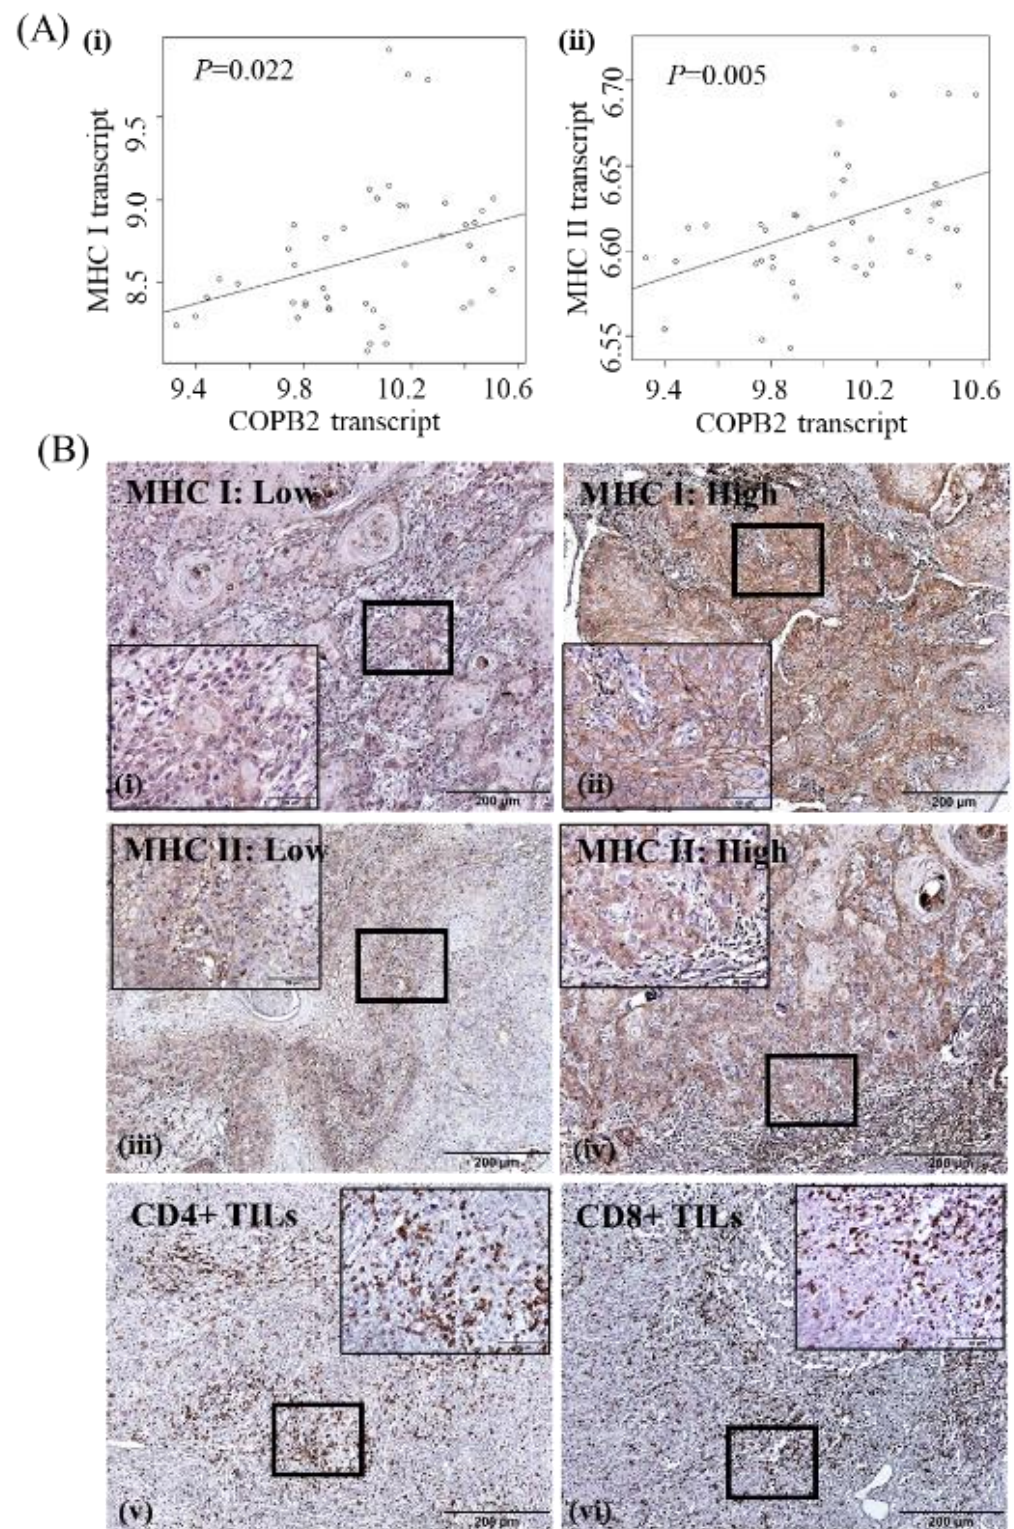 (A) (i) (ii)
P=0.022
P=0.005
MHC I transcript
9.5
9.0
8.5
9.4 9.8 10.2 10.6
COPB2 transcript
MHC II transcript
6.70
6.65
6.60
6.55
9.4 9.8 10.2 10.6
COPB2 transcript
(B)
MHC I: Low
(i)
200 μm
MHC I: High
(ii)
200 μm
MHC II: Low
(iii)
200 μm
MHC II: High
(iv)
200 μm
CD4+ TILs
(v)
200 μm
CD8+ TILs
(vi)
200 μm